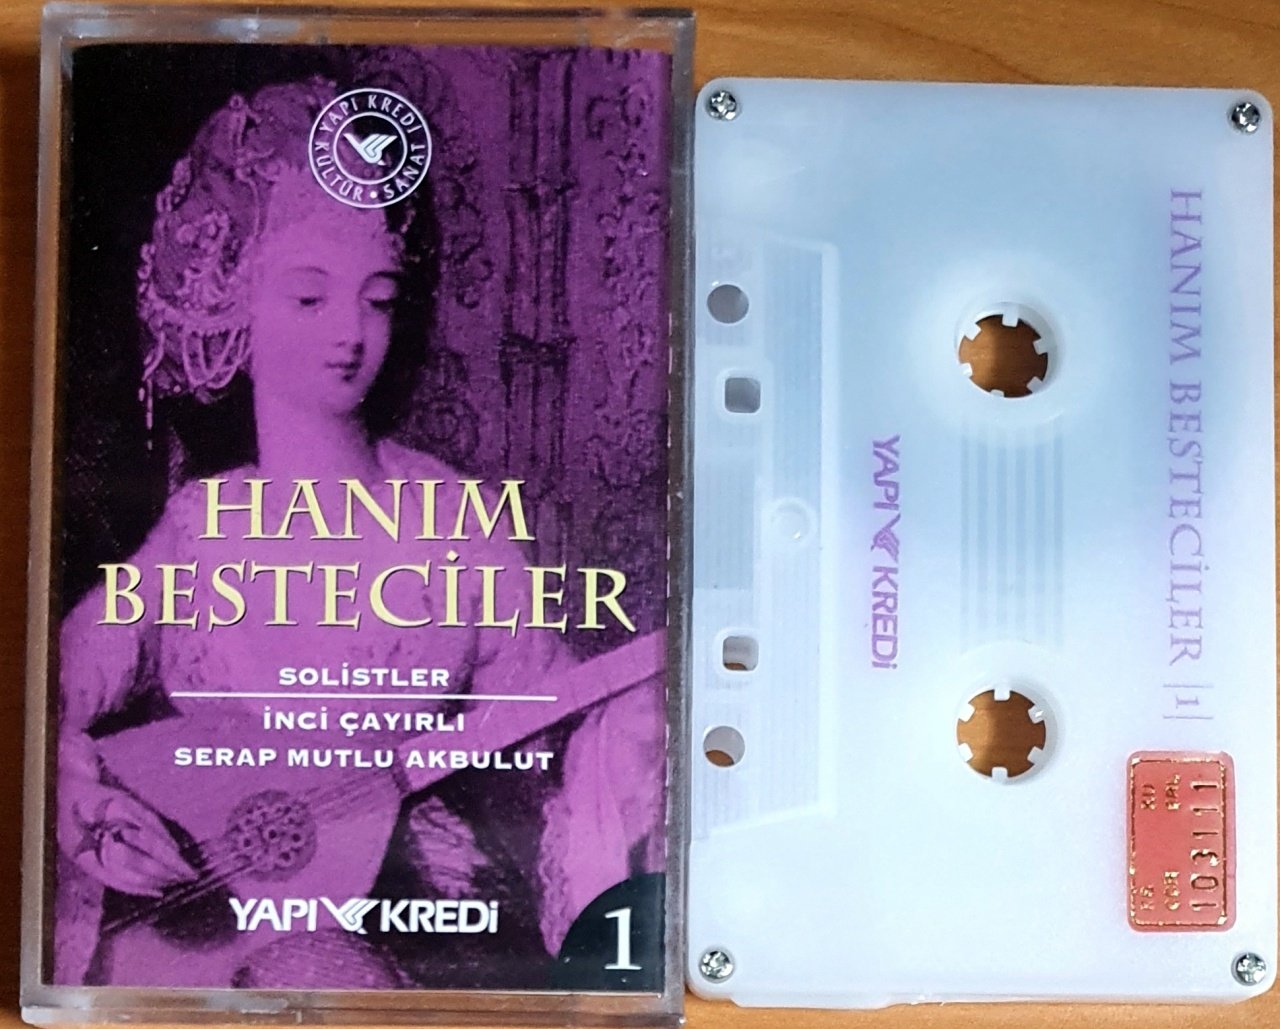 YAPI KREDİ KÜLTÜR • SANAT
HANIM
BESTECİLER
SOLİSTLER
İNCİ ÇAYIRLI
SERAP MUTLU AKBULUT
YAPI KREDİ
1
HANIM BESTECİLER |1|
YAPI KREDİ
103111